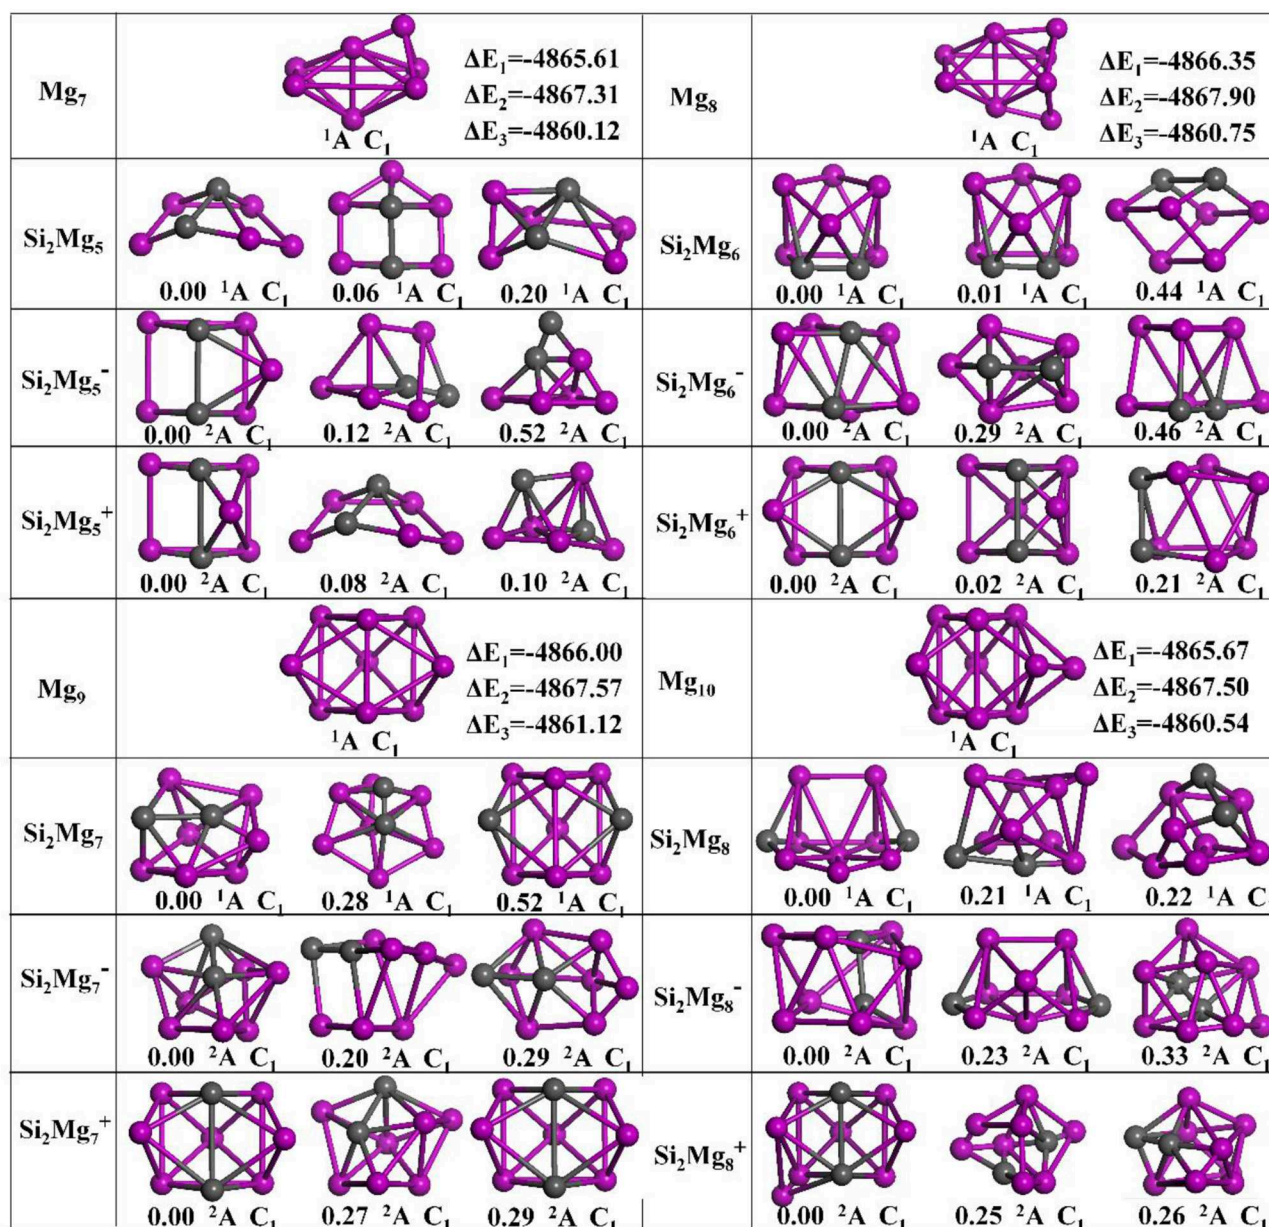 Mg₇
ΔE₁=-4865.61
ΔE₂=-4867.31
ΔE₃=-4860.12
¹A C₁
Mg₈
ΔE₁=-4866.35
ΔE₂=-4867.90
ΔE₃=-4860.75
¹A C₁
Si₂Mg₅
0.00 ¹A C₁
0.06 ¹A C₁
0.20 ¹A C₁
Si₂Mg₆
0.00 ¹A C₁
0.01 ¹A C₁
0.44 ¹A C₁
Si₂Mg₅⁻
0.00 ²A C₁
0.12 ²A C₁
0.52 ²A C₁
Si₂Mg₆⁻
0.00 ²A C₁
0.29 ²A C₁
0.46 ²A C₁
Si₂Mg₅⁺
0.00 ²A C₁
0.08 ²A C₁
0.10 ²A C₁
Si₂Mg₆⁺
0.00 ²A C₁
0.02 ²A C₁
0.21 ²A C₁
Mg₉
ΔE₁=-4866.00
ΔE₂=-4867.57
ΔE₃=-4861.12
¹A C₁
Mg₁₀
ΔE₁=-4865.67
ΔE₂=-4867.50
ΔE₃=-4860.54
¹A C₁
Si₂Mg₇
0.00 ¹A C₁
0.28 ¹A C₁
0.52 ¹A C₁
Si₂Mg₈
0.00 ¹A C₁
0.21 ¹A C₁
0.22 ¹A C
Si₂Mg₇⁻
0.00 ²A C₁
0.20 ²A C₁
0.29 ²A C₁
Si₂Mg₈⁻
0.00 ²A C₁
0.23 ²A C₁
0.33 ²A C₁
Si₂Mg₇⁺
0.00 ²A C₁
0.27 ²A C₁
0.29 ²A C₁
Si₂Mg₈⁺
0.00 ²A C₁
0.25 ²A C₁
0.26 ²A C₁